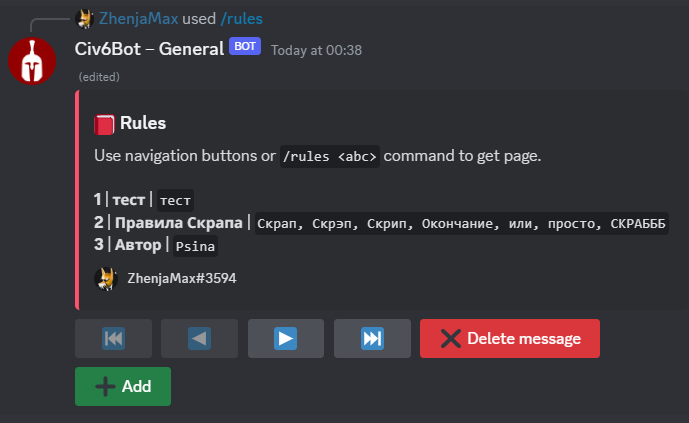 ZhenjaMax used /rules
Civ6Bot – General BOT Today at 00:38
(edited)
Rules
Use navigation buttons or /rules <abc> command to get page.
1 | тест | тест
2 | Правила Скрапа | Скрап, Скрэп, Скрип, Окончание, или, просто, СКРАБББ
3 | Автор | Psina
ZhenjaMax#3594
Delete message
Add